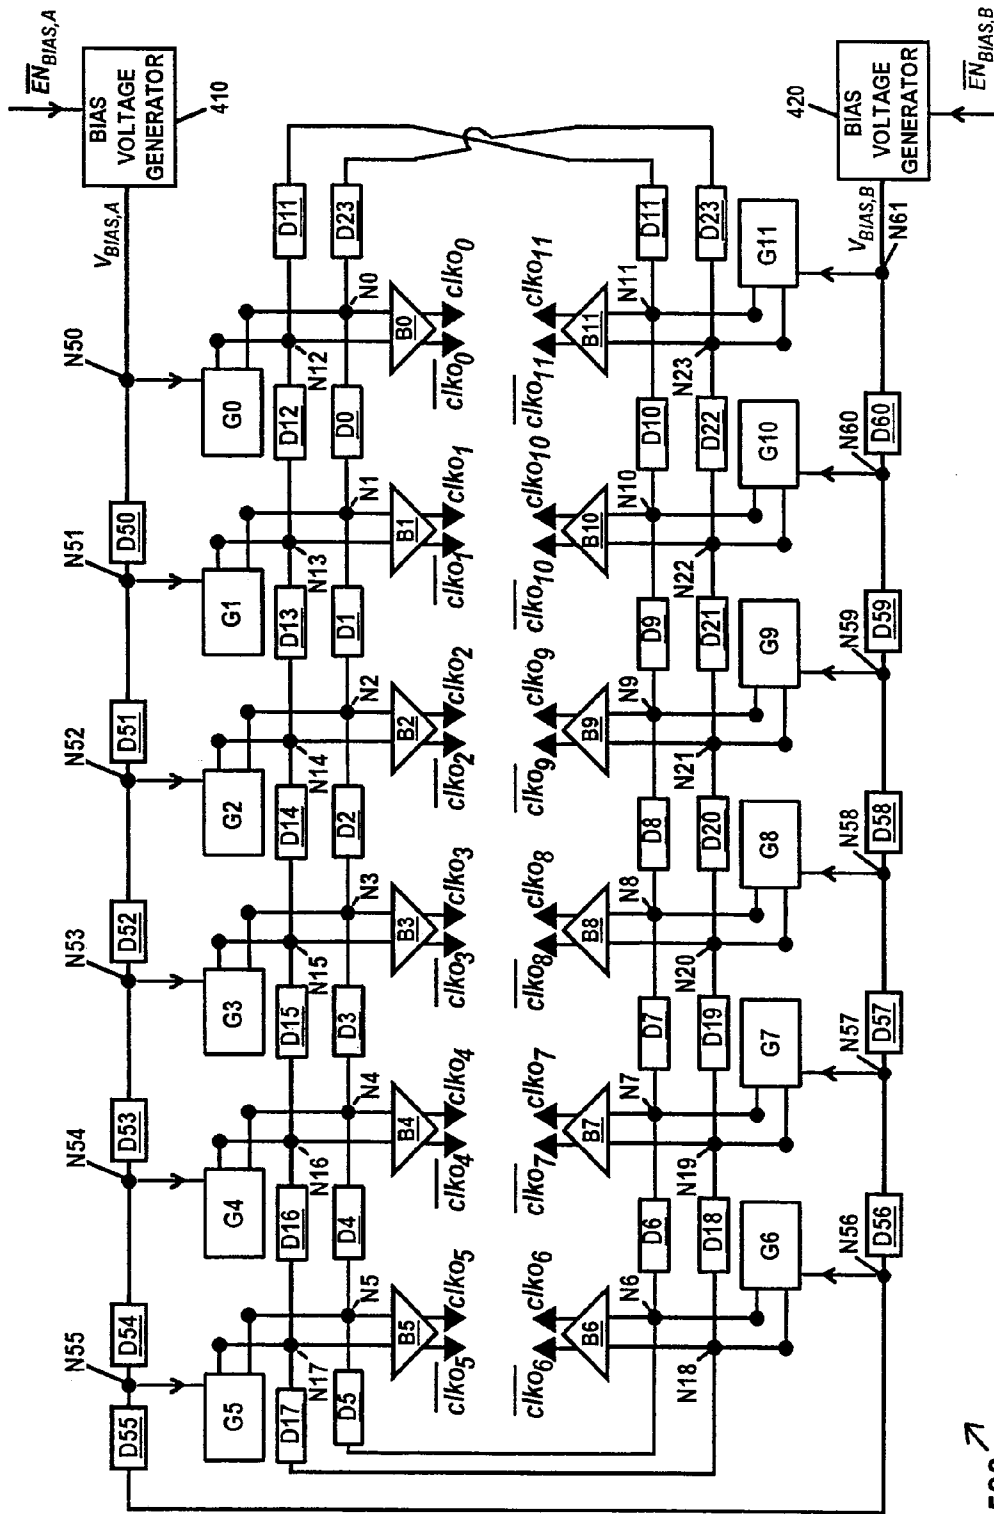 EN_BIAS,A
BIAS
VOLTAGE
GENERATOR
410
V_BIAS,A
N50
D50
N51
D51
N52
D52
N53
D53
N54
D54
N55
D55
G0
G1
G2
G3
G4
G5
D11
N12
D12
N13
D13
N14
D14
N15
D15
N16
D16
N17
D17
D23
N0
D0
N1
D1
N2
D2
N3
D3
N4
D4
N5
D5
B0
B1
B2
B3
B4
B5
clko0
clko0
clko1
clko1
clko2
clko2
clko3
clko3
clko4
clko4
clko5
clko5
clko11
clko11
clko10
clko10
clko9
clko9
clko8
clko8
clko7
clko7
clko6
clko6
B11
B10
B9
B8
B7
B6
D11
N11
D10
N10
D9
N9
D8
N8
D7
N7
D6
N6
D23
N23
D22
N22
D21
N21
D20
N20
D19
N19
D18
N18
G11
G10
G9
G8
G7
G6
N61
D60
N60
D59
N59
D58
N58
D57
N57
D56
N56
V_BIAS,B
420
BIAS
VOLTAGE
GENERATOR
EN_BIAS,B